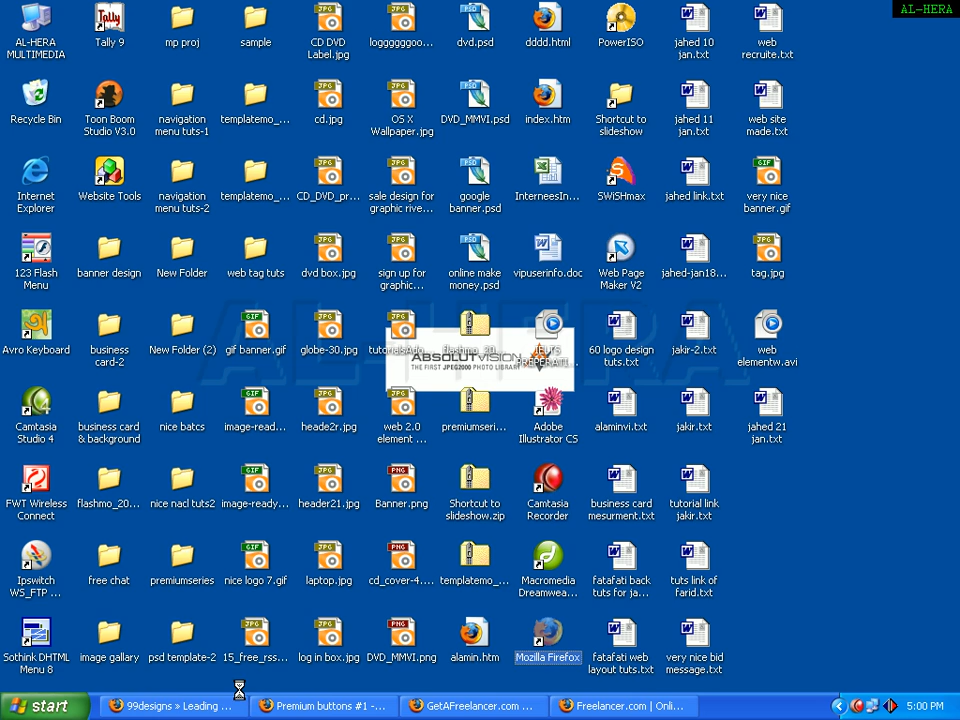 AL-HERA
AL-HERA
MULTIMEDIA
Tally 9
mp proj
sample
CD DVD
Label.jpg
loggggggoo...
dvd.psd
dddd.html
PowerISO
jahed 10
jan.txt
web
recruite.txt
Recycle Bin
Toon Boom
Studio V3.0
navigation
menu tuts-1
templatemo_...
cd.jpg
OS X
Wallpaper.jpg
DVD_MMVI.psd
index.htm
Shortcut to
slideshow
jahed 11
jan.txt
web site
made.txt
Internet
Explorer
Website Tools
navigation
menu tuts-2
templatemo_...
CD_DVD_pr...
sale design for
graphic rive...
google
banner.psd
InterneesIn...
SWiSHmax
jahed link.txt
very nice
banner.gif
123 Flash
Menu
banner design
New Folder
web tag tuts
dvd box.jpg
sign up for
graphic...
online make
money.psd
vipuserinfo.doc
Web Page
Maker V2
jahed-jan18...
tag.jpg
AL-HERA
ABSOLUTVISION
THE FIRST JPEG2000 PHOTO LIBRARY
Avro Keyboard
business
card-2
New Folder (2)
gif banner.gif
globe-30.jpg
tutorialsAdo...
flashmo_20...
60 logo design
tuts.txt
jakir-2.txt
web
elementw.avi
Camtasia
Studio 4
business card
& background
nice batcs
image-read...
heade2r.jpg
web 2.0
element ...
premiumseri...
Adobe
Illustrator CS
alaminvi.txt
jakir.txt
jahed 21
jan.txt
FWT Wireless
Connect
flashmo_20...
nice nacl tuts2
image-ready...
header21.jpg
Banner.png
Shortcut to
slideshow.zip
Camtasia
Recorder
business card
mesurment.txt
tutorial link
jakir.txt
Ipswitch
WS_FTP ...
free chat
premiumseries
nice logo 7.gif
laptop.jpg
cd_cover-4....
templatemo_...
Macromedia
Dreamwea...
fatafati back
tuts for ja...
tuts link of
farid.txt
Sothink DHTML
Menu 8
image gallary
psd template-2
15_free_rss...
log in box.jpg
DVD_MMVI.png
alamin.htm
Mozilla Firefox
fatafati web
layout tuts.txt
very nice bid
message.txt
start
99designs » Leading ...
Premium buttons #1 -...
GetAFreelancer.com ...
Freelancer.com | Onli...
5:00 PM